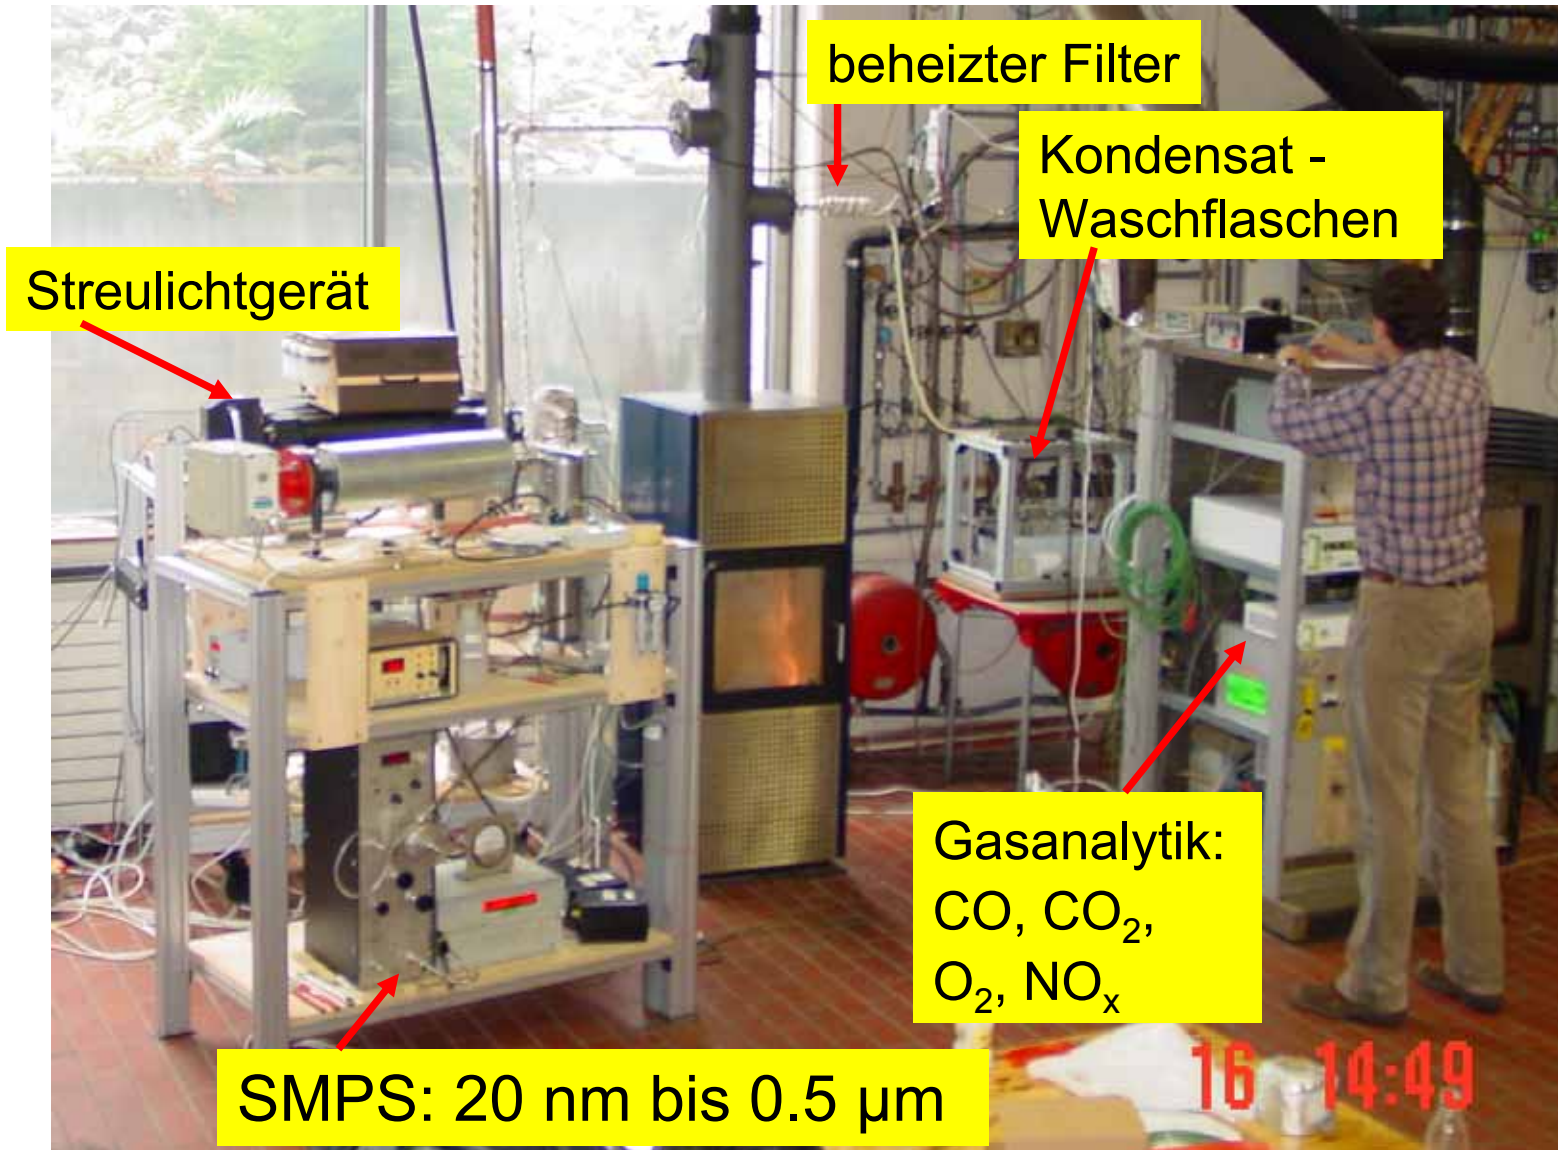 beheizter Filter
Kondensat -
Waschflaschen
Streulichtgerät
Gasanalytik:
CO, CO₂,
O₂, NOₓ
SMPS: 20 nm bis 0.5 µm
16 14:49